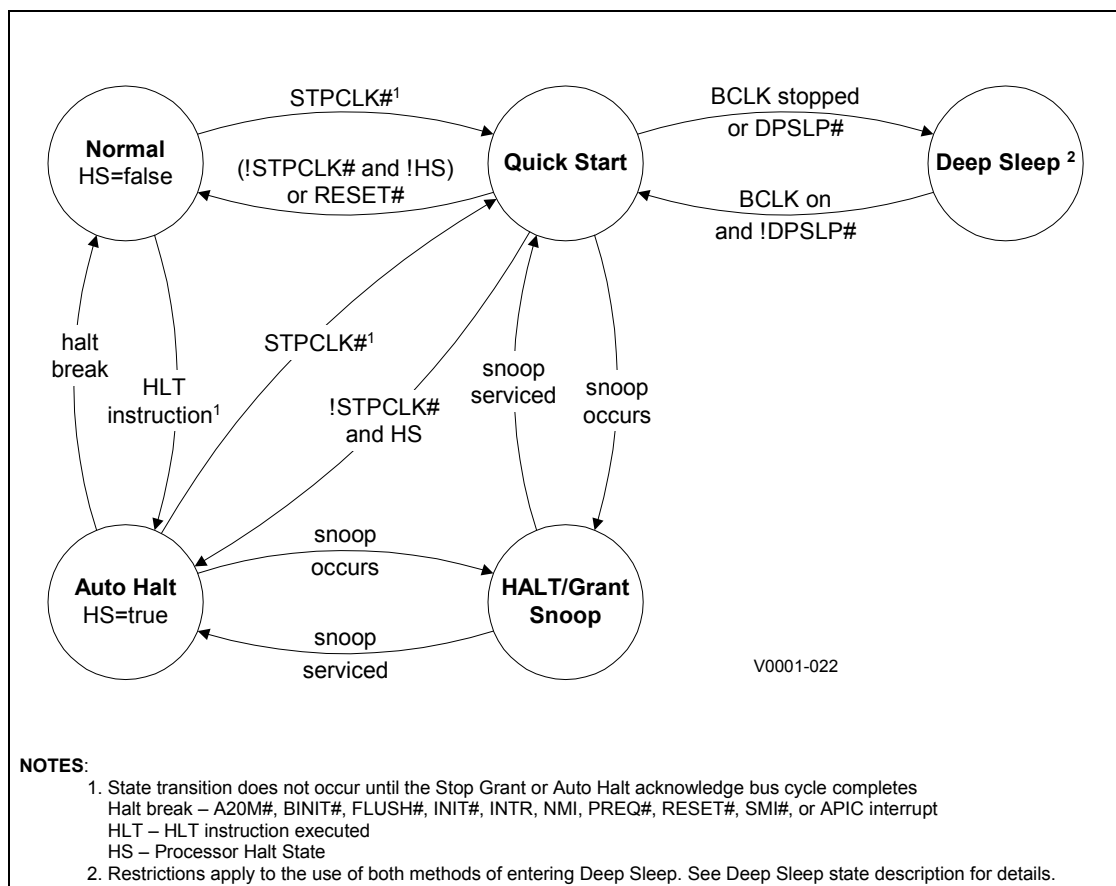 STPCLK#¹
BCLK stopped
or DPSLP#
Normal
HS=false
(!STPCLK# and !HS)
or RESET#
Quick Start
Deep Sleep ²
BCLK on
and !DPSLP#
halt
break
HLT
instruction¹
STPCLK#¹
!STPCLK#
and HS
snoop
serviced
snoop
occurs
Auto Halt
HS=true
snoop
occurs
HALT/Grant
Snoop
snoop
serviced
V0001-022
NOTES:
1. State transition does not occur until the Stop Grant or Auto Halt acknowledge bus cycle completes
Halt break – A20M#, BINIT#, FLUSH#, INIT#, INTR, NMI, PREQ#, RESET#, SMI#, or APIC interrupt
HLT – HLT instruction executed
HS – Processor Halt State
2. Restrictions apply to the use of both methods of entering Deep Sleep. See Deep Sleep state description for details.